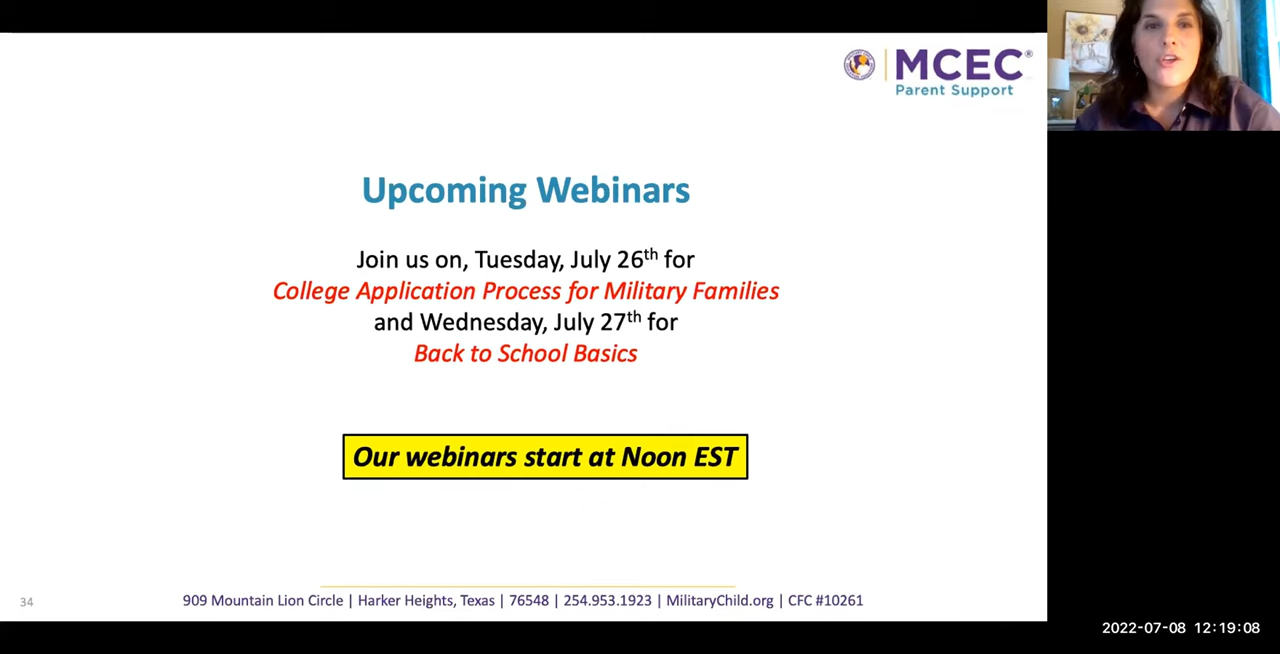 MCEC®
Parent Support
Upcoming Webinars
Join us on, Tuesday, July 26th for
College Application Process for Military Families
and Wednesday, July 27th for
Back to School Basics
Our webinars start at Noon EST
34
909 Mountain Lion Circle | Harker Heights, Texas | 76548 | 254.953.1923 | MilitaryChild.org | CFC #10261
2022-07-08 12:19:08